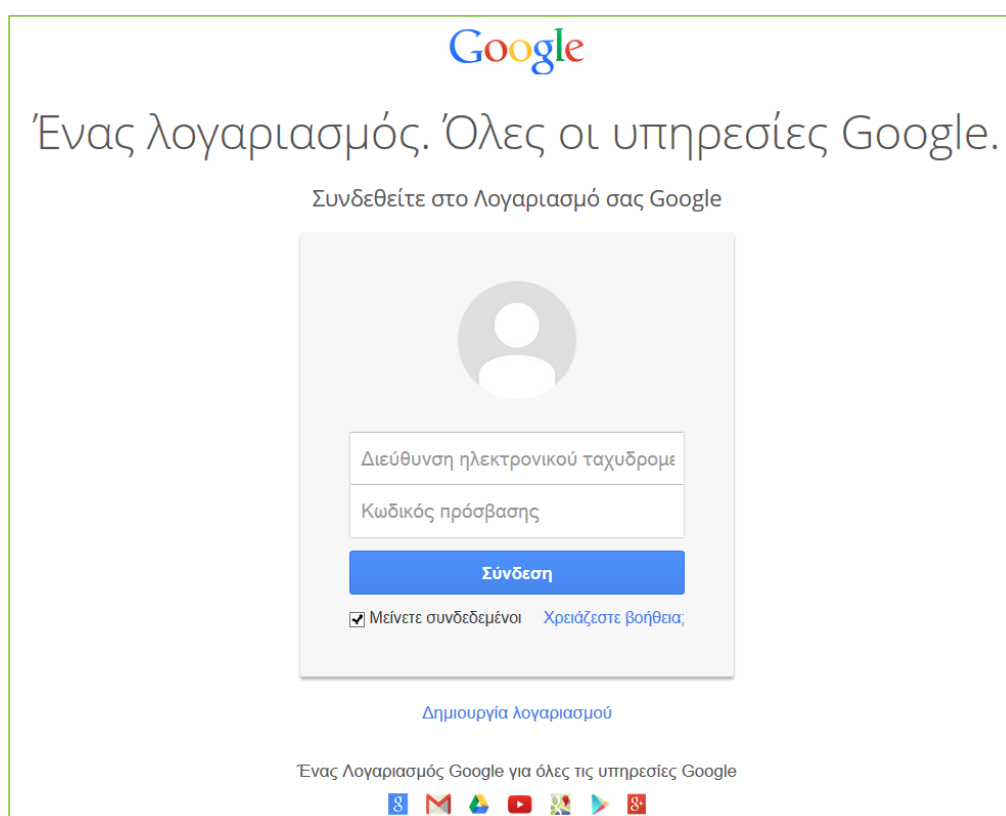 Google
Ένας λογαριασμός. Όλες οι υπηρεσίες Google.
Συνδεθείτε στο Λογαριασμό σας Google
Διεύθυνση ηλεκτρονικού ταχυδρομε
Κωδικός πρόσβασης
Σύνδεση
Μείνετε συνδεδεμένοι Χρειάζεστε βοήθεια;
Δημιουργία λογαριασμού
Ένας Λογαριασμός Google για όλες τις υπηρεσίες Google